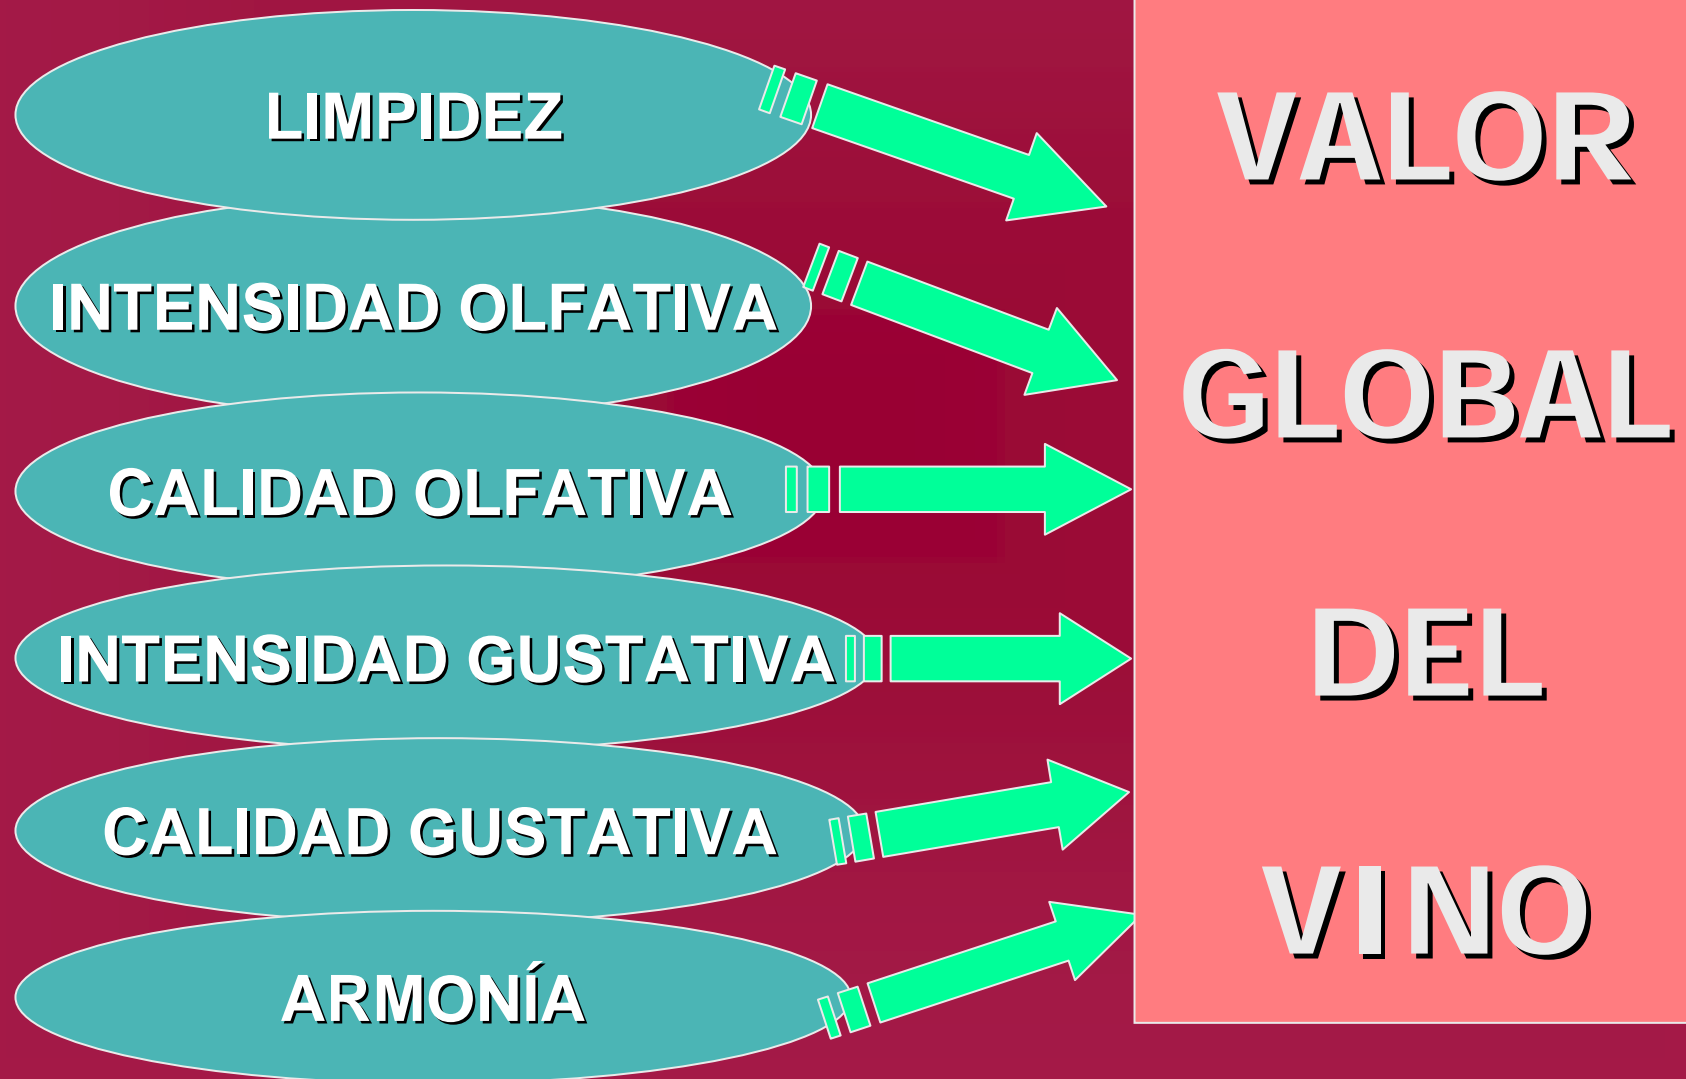 LIMPIDEZ
INTENSIDAD OLFATIVA
CALIDAD OLFATIVA
INTENSIDAD GUSTATIVA
CALIDAD GUSTATIVA
ARMONÍA
VALOR
GLOBAL
DEL
VINO